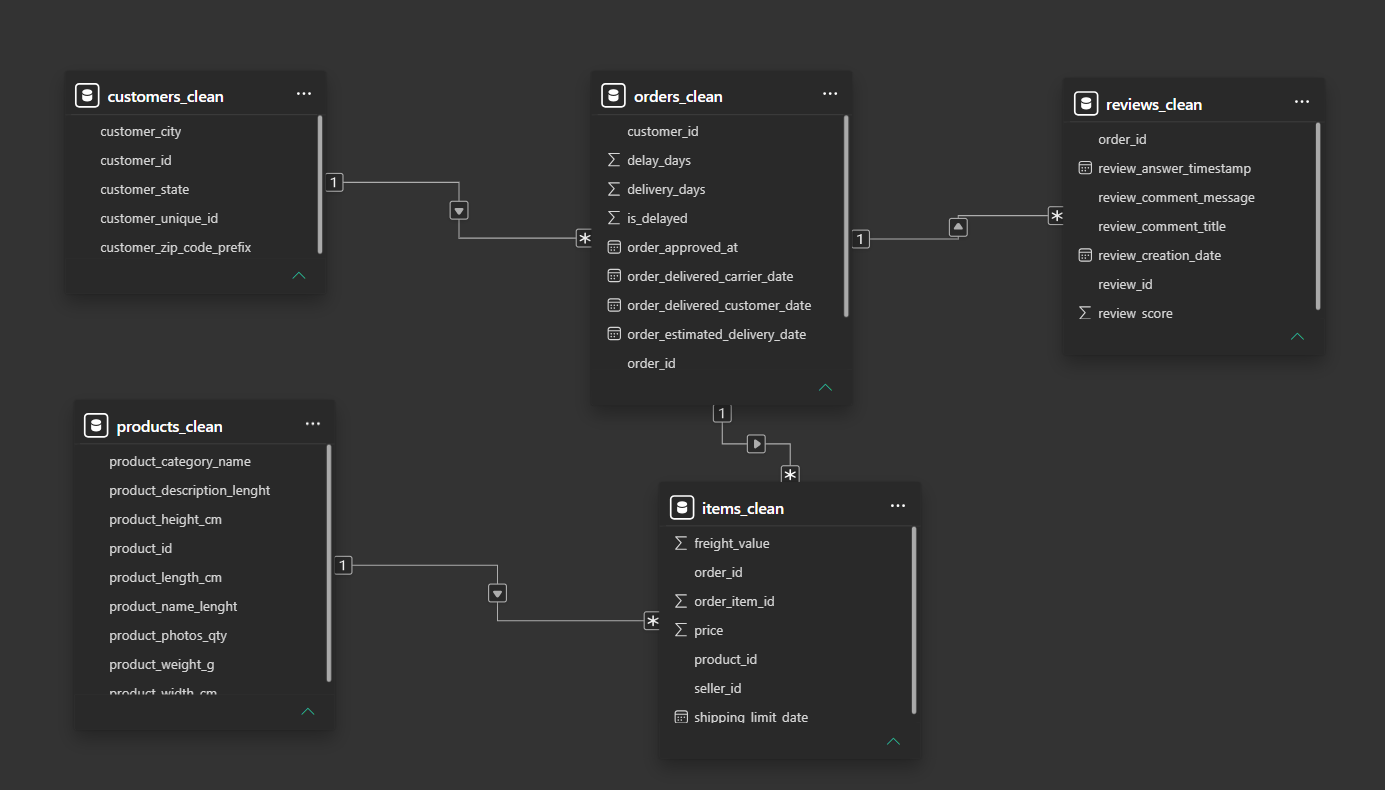 customers_clean
customer_city
customer_id
customer_state
customer_unique_id
customer_zip_code_prefix
1
*
orders_clean
customer_id
delay_days
delivery_days
is_delayed
order_approved_at
order_delivered_carrier_date
order_delivered_customer_date
order_estimated_delivery_date
order_id
1
*
reviews_clean
order_id
review_answer_timestamp
review_comment_message
review_comment_title
review_creation_date
review_id
review_score
1
*
products_clean
product_category_name
product_description_lenght
product_height_cm
product_id
product_length_cm
product_name_lenght
product_photos_qty
product_weight_g
product_width_cm
1
*
items_clean
freight_value
order_id
order_item_id
price
product_id
seller_id
shipping_limit_date